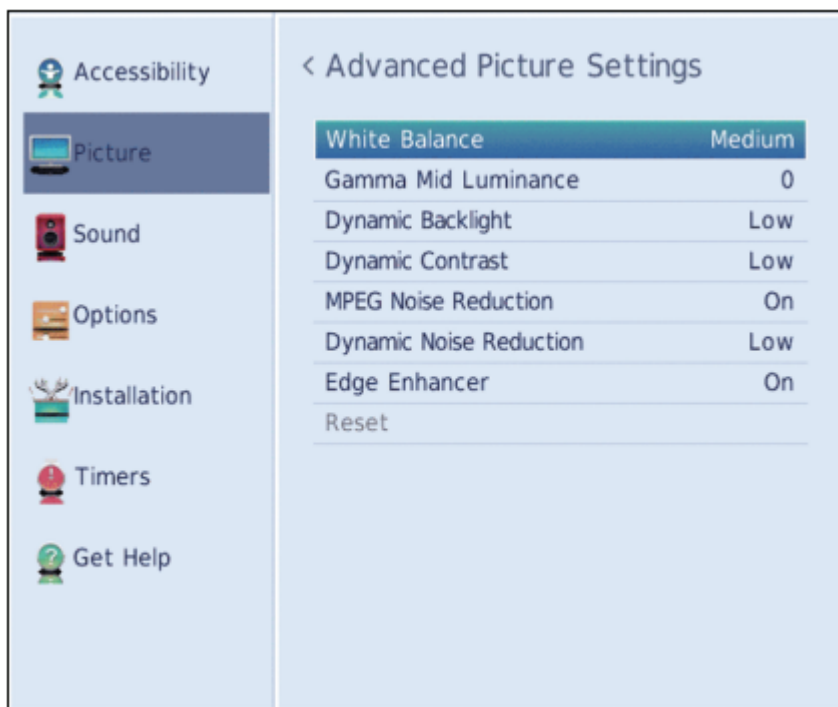 Accessibility
Picture
Sound
Options
Installation
Timers
Get Help
< Advanced Picture Settings
White Balance Medium
Gamma Mid Luminance 0
Dynamic Backlight Low
Dynamic Contrast Low
MPEG Noise Reduction On
Dynamic Noise Reduction Low
Edge Enhancer On
Reset